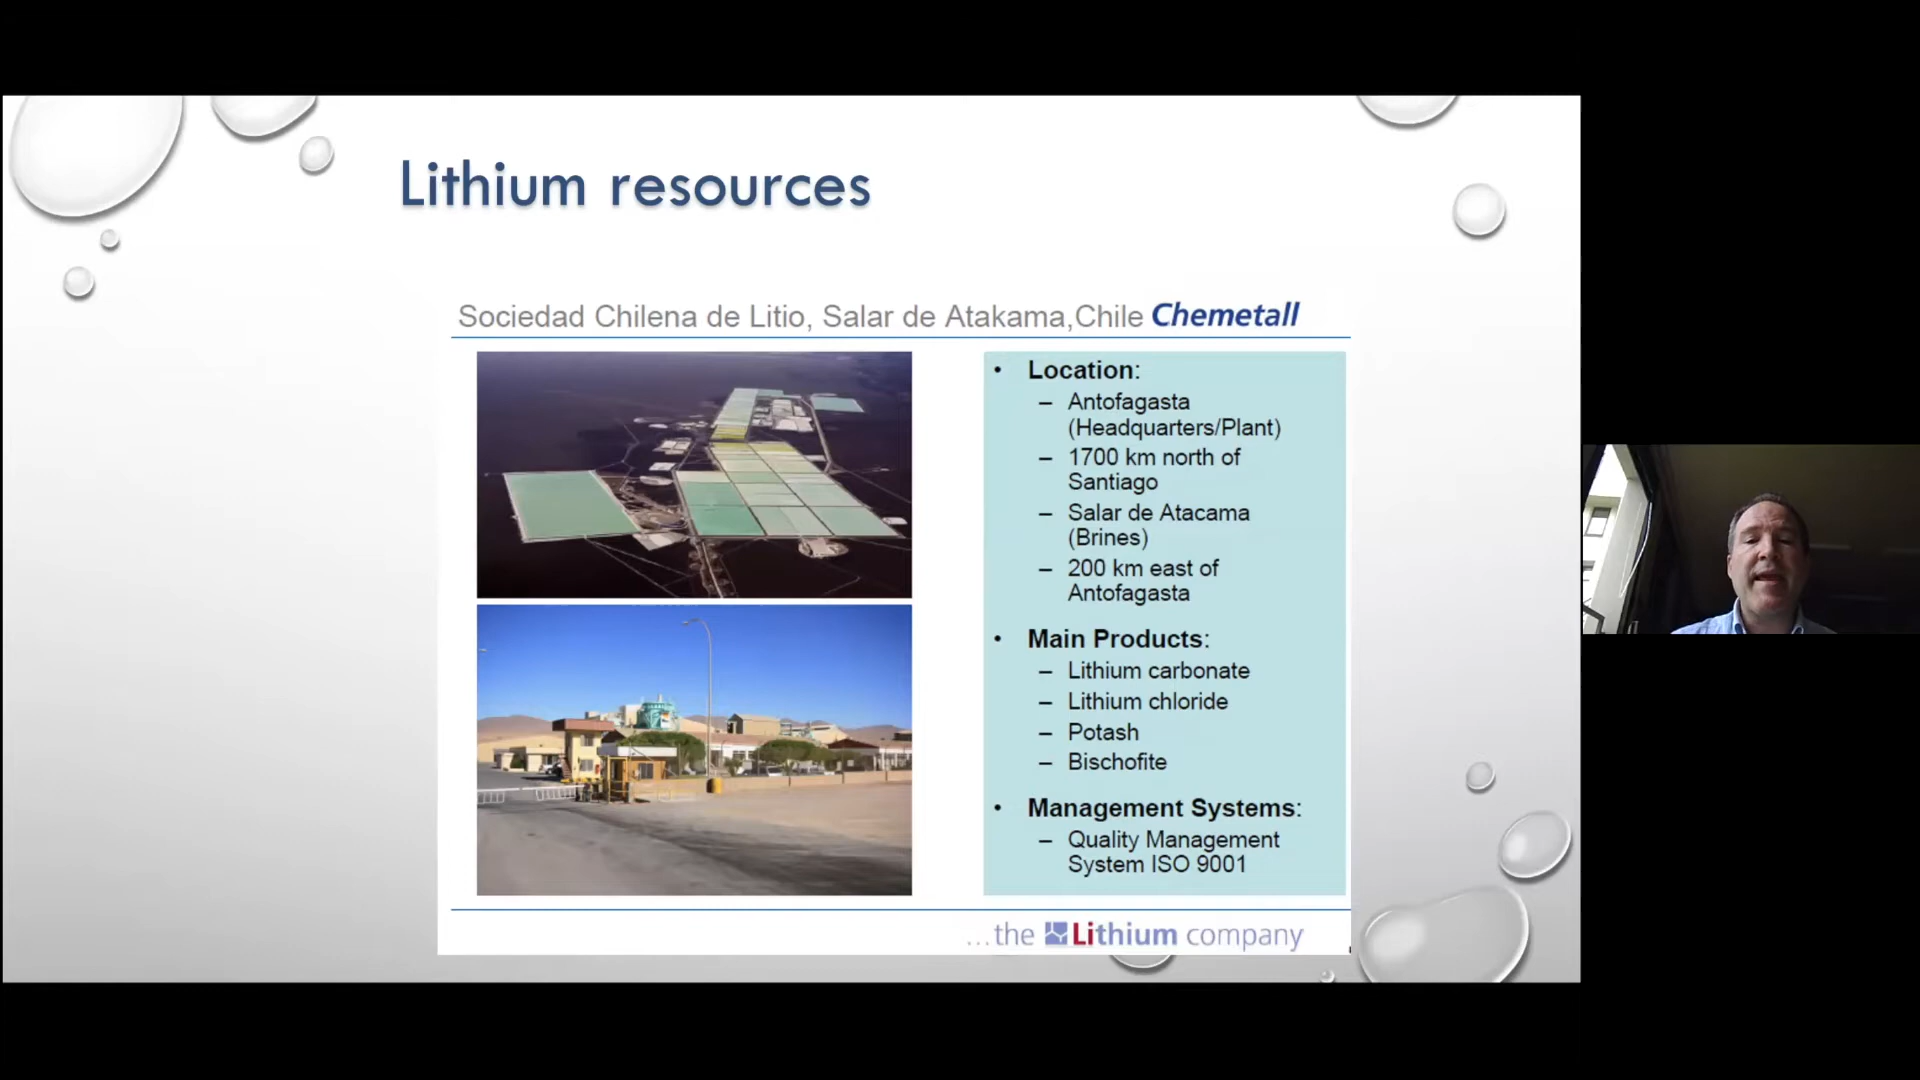 Lithium resources
Sociedad Chilena de Litio, Salar de Atakama,Chile Chemetall
• Location:
– Antofagasta
(Headquarters/Plant)
– 1700 km north of
Santiago
– Salar de Atacama
(Brines)
– 200 km east of
Antofagasta
• Main Products:
– Lithium carbonate
– Lithium chloride
– Potash
– Bischofite
• Management Systems:
– Quality Management
System ISO 9001
...the Lithium company